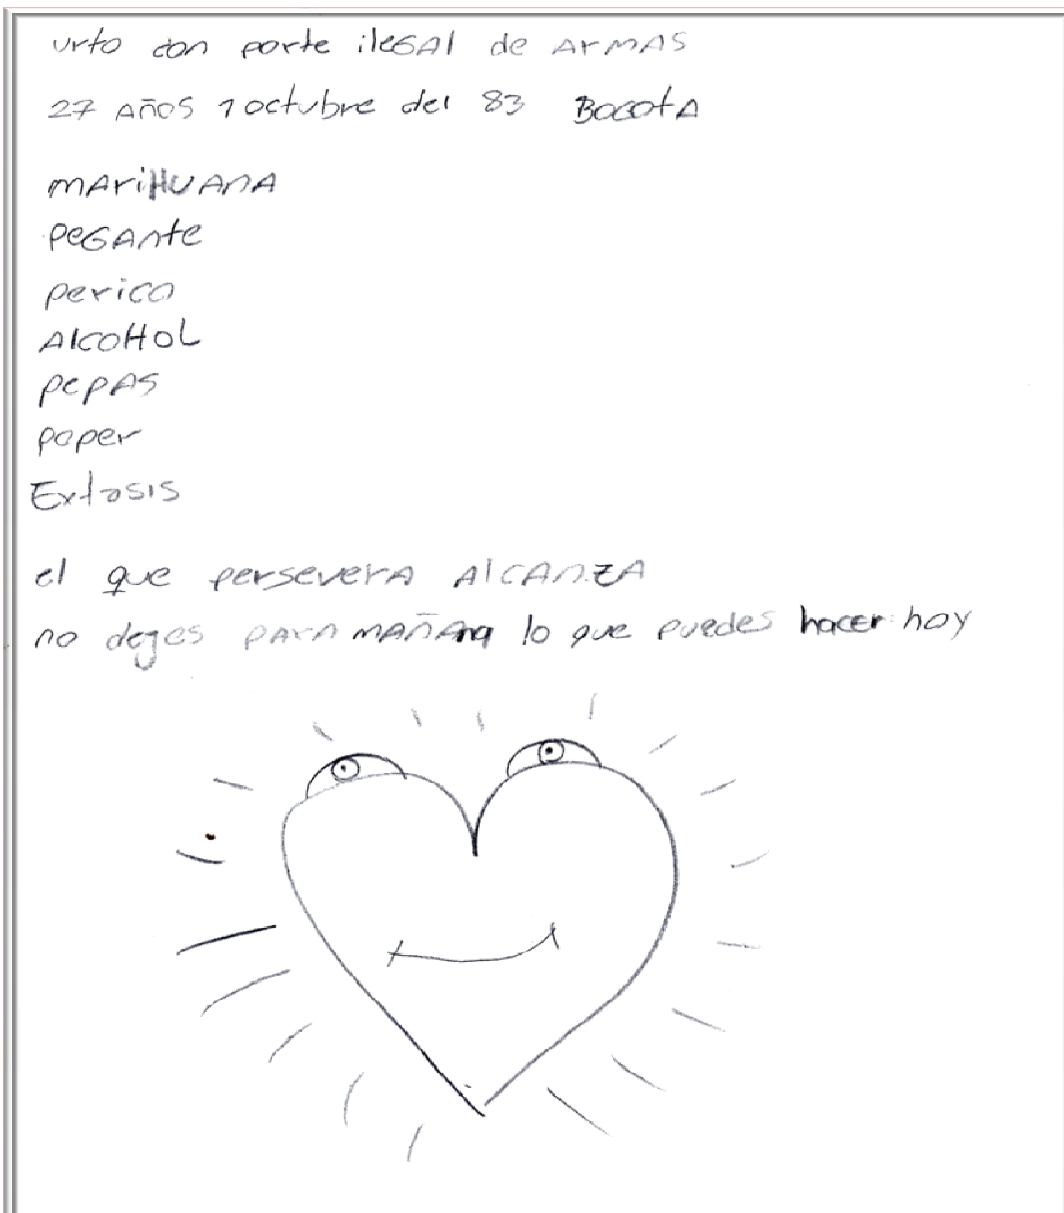 urto con porte ileGAl de ArmAS
27 AñoS 1 octubre del 83 BoGotA
mAriHuAnA
peGAnte
perico
AlcoHoL
pepAS
poper
Extasis
el que perseverA AlcAnzA
no dejes pArA mAñAna lo que puedes hacer hoy